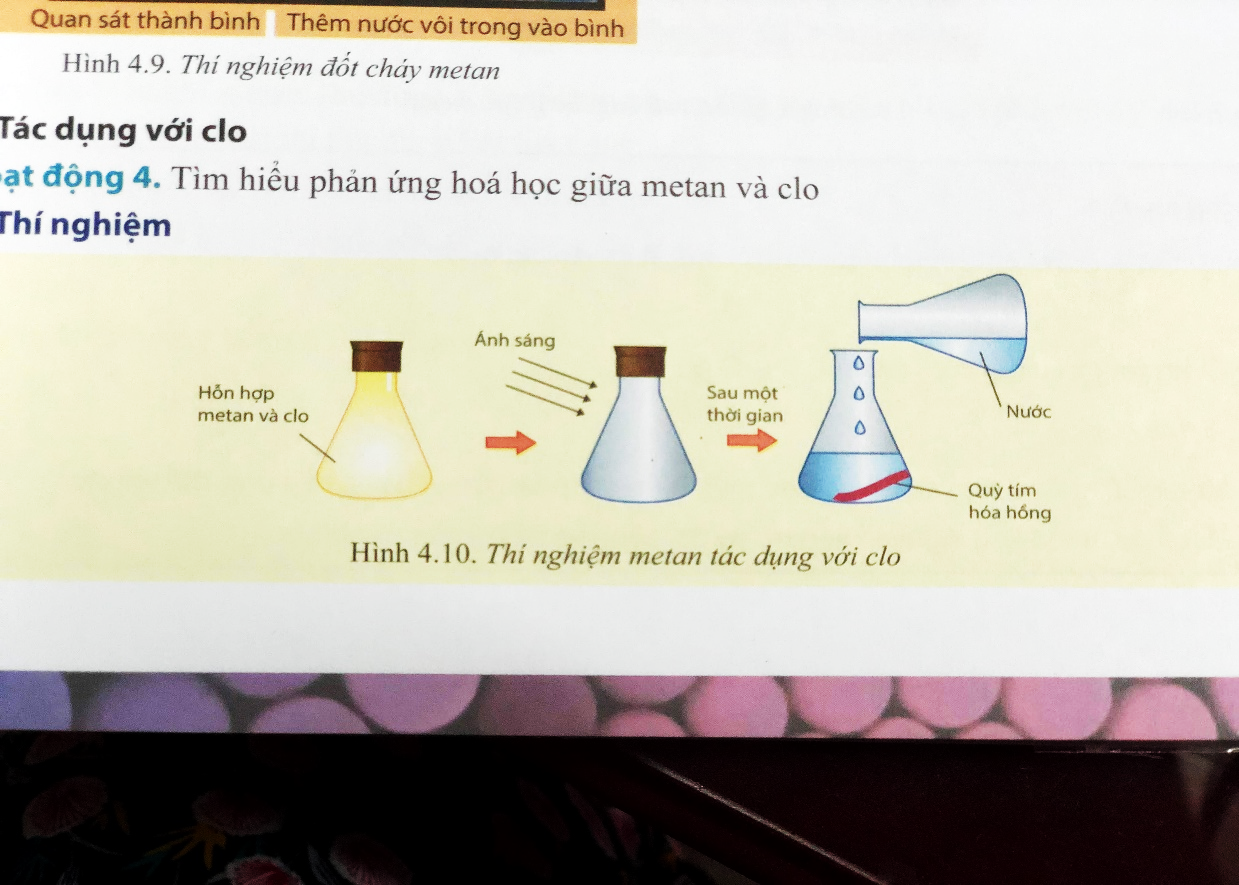 Quan sát thành bình
Thêm nước vôi trong vào bình
Hình 4.9. Thí nghiệm đốt cháy metan
Tác dụng với clo
ạt động 4. Tìm hiểu phản ứng hoá học giữa metan và clo
Thí nghiệm
Hỗn hợp
metan và clo
Ánh sáng
Sau một
thời gian
Nước
Quỳ tím
hóa hồng
Hình 4.10. Thí nghiệm metan tác dụng với clo